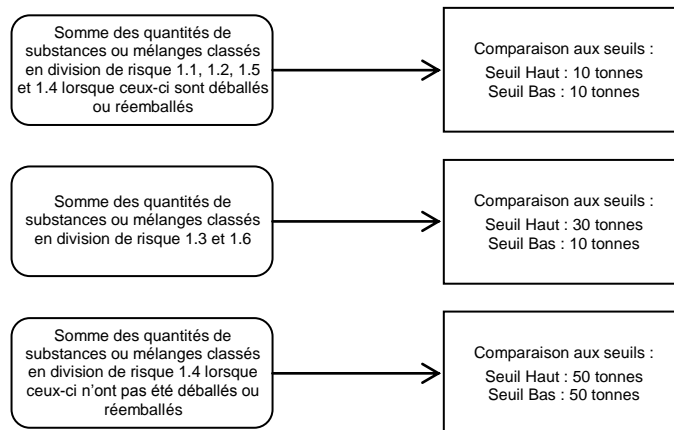 Somme des quantités de
substances ou mélanges classés
en division de risque 1.1, 1.2, 1.5
et 1.4 lorsque ceux-ci sont déballés
ou réemballés
Comparaison aux seuils :
Seuil Haut : 10 tonnes
Seuil Bas : 10 tonnes
Somme des quantités de
substances ou mélanges classés
en division de risque 1.3 et 1.6
Comparaison aux seuils :
Seuil Haut : 30 tonnes
Seuil Bas : 10 tonnes
Somme des quantités de
substances ou mélanges classés
en division de risque 1.4 lorsque
ceux-ci n’ont pas été déballés ou
réemballés
Comparaison aux seuils :
Seuil Haut : 50 tonnes
Seuil Bas : 50 tonnes